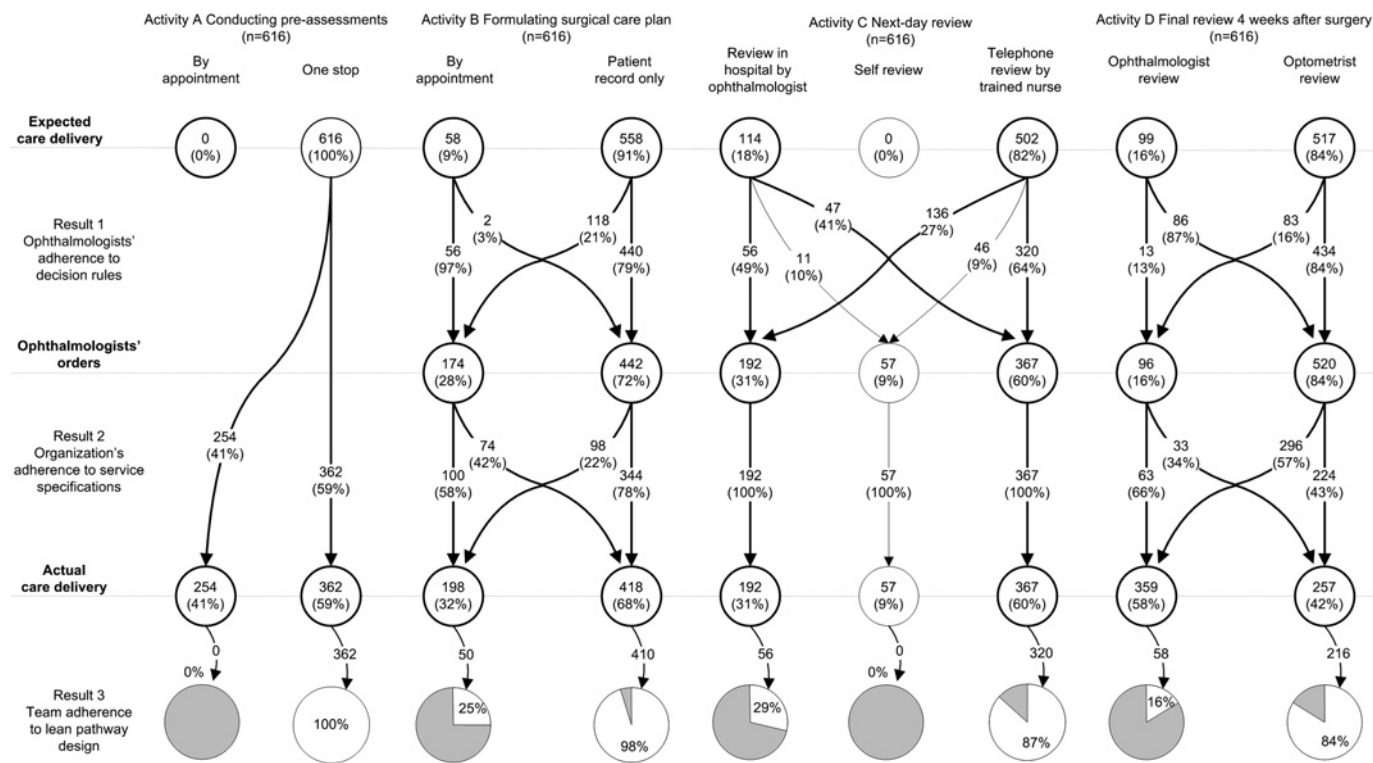 Activity A Conducting pre-assessments
(n=616)
Activity B Formulating surgical care plan
(n=616)
Activity C Next-day review
(n=616)
Activity D Final review 4 weeks after surgery
(n=616)
By
appointment
One stop
By
appointment
Patient
record only
Review in
hospital by
ophthalmologist
Self review
Telephone
review by
trained nurse
Ophthalmologist
review
Optometrist
review
Expected
care delivery
0
(0%)
616
(100%)
58
(9%)
558
(91%)
114
(18%)
0
(0%)
502
(82%)
99
(16%)
517
(84%)
Result 1
Ophthalmologists'
adherence to
decision rules
2
(3%)
118
(21%)
56
(97%)
440
(79%)
47
(41%)
136
27%)
56
(49%)
11
(10%)
46
(9%)
320
(64%)
86
(87%)
83
(16%)
13
(13%)
434
(84%)
Ophthalmologists'
orders
174
(28%)
442
(72%)
192
(31%)
57
(9%)
367
(60%)
96
(16%)
520
(84%)
Result 2
Organization's
adherence to service
specifications
254
(41%)
362
(59%)
74
(42%)
98
(22%)
100
(58%)
344
(78%)
192
(100%)
57
(100%)
367
(100%)
33
(34%)
296
(57%)
63
(66%)
224
(43%)
Actual
care delivery
254
(41%)
362
(59%)
198
(32%)
418
(68%)
192
(31%)
57
(9%)
367
(60%)
359
(58%)
257
(42%)
0
362
50
410
56
0
320
58
216
Result 3
Team adherence
to lean pathway
design
0%
100%
25%
98%
29%
0%
87%
16%
84%